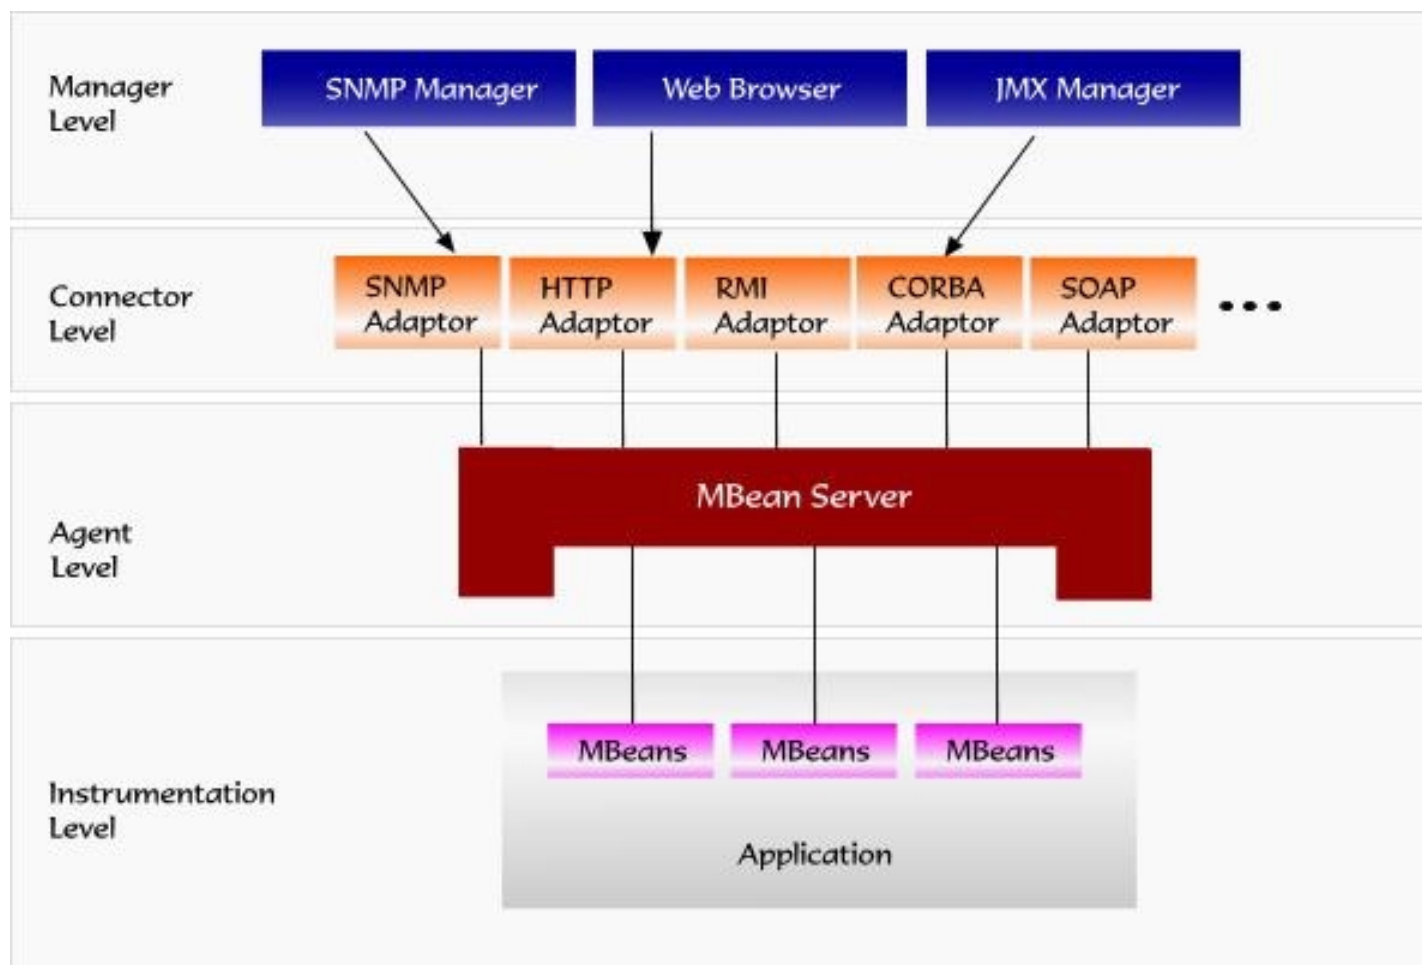 Manager
Level
SNMP Manager
Web Browser
JMX Manager
Connector
Level
SNMP
Adaptor
HTTP
Adaptor
RMI
Adaptor
CORBA
Adaptor
SOAP
Adaptor
•••
Agent
Level
MBean Server
Instrumentation
Level
MBeans
MBeans
MBeans
Application